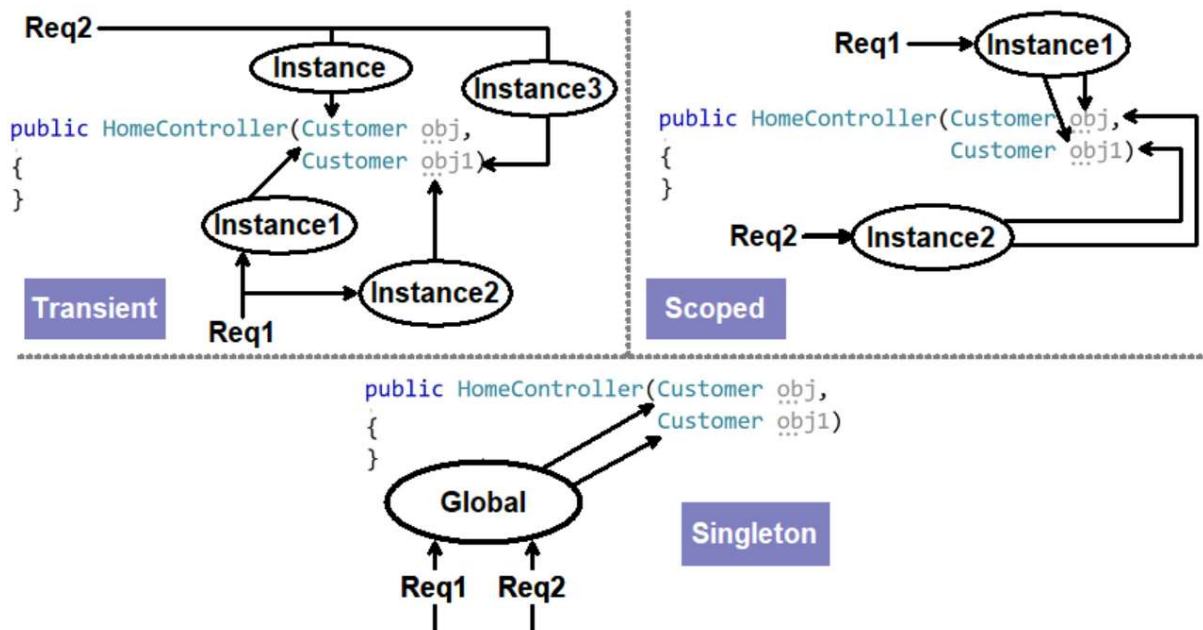 Req2
Instance
Instance3
public HomeController(Customer obj,
{
Customer obj1)
}
Instance1
Instance2
Transient
Req1
Req1
Instance1
public HomeController(Customer obj,
{
Customer obj1)
}
Req2
Instance2
Scoped
public HomeController(Customer obj,
{
Customer obj1)
}
Global
Singleton
Req1
Req2